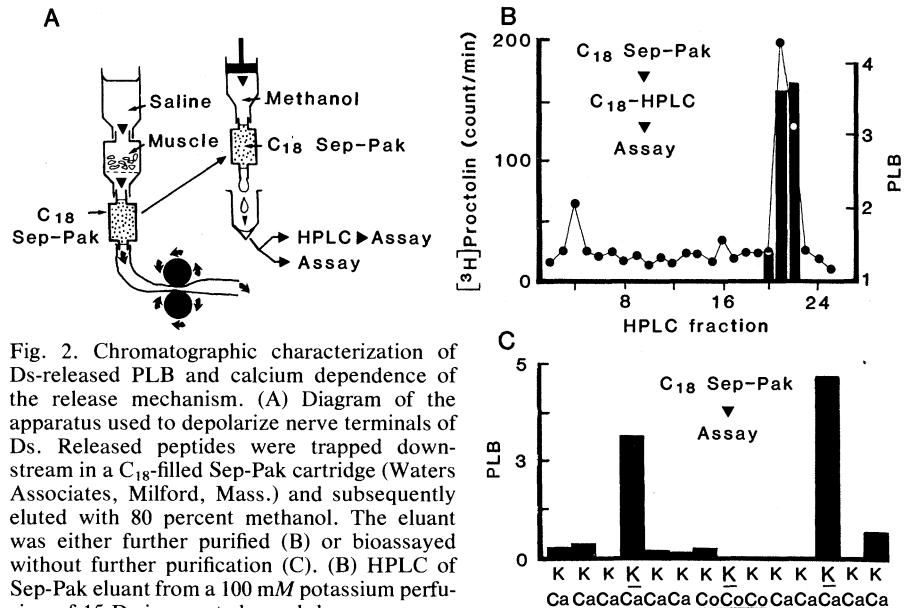 A
Saline
Methanol
Muscle
C18 Sep-Pak
C18
Sep-Pak
HPLC▶Assay
Assay
B
200
100
0
[³H]Proctolin (count/min)
C18 Sep-Pak
▼
C18-HPLC
▼
Assay
4
3
2
1
PLB
8
16
24
HPLC fraction
C
5
3
0
PLB
C18 Sep-Pak
▼
Assay
K K K K K K K K K K K K K K
Ca Ca Ca Ca Ca Ca Co Co Co Ca Ca Ca Ca Ca
Fig. 2. Chromatographic characterization of
Ds-released PLB and calcium dependence of
the release mechanism. (A) Diagram of the
apparatus used to depolarize nerve terminals of
Ds. Released peptides were trapped down-
stream in a C18-filled Sep-Pak cartridge (Waters
Associates, Milford, Mass.) and subsequently
eluted with 80 percent methanol. The eluant
was either further purified (B) or bioassayed
without further purification (C). (B) HPLC of
Sep-Pak eluant from a 100 mM potassium perfu-